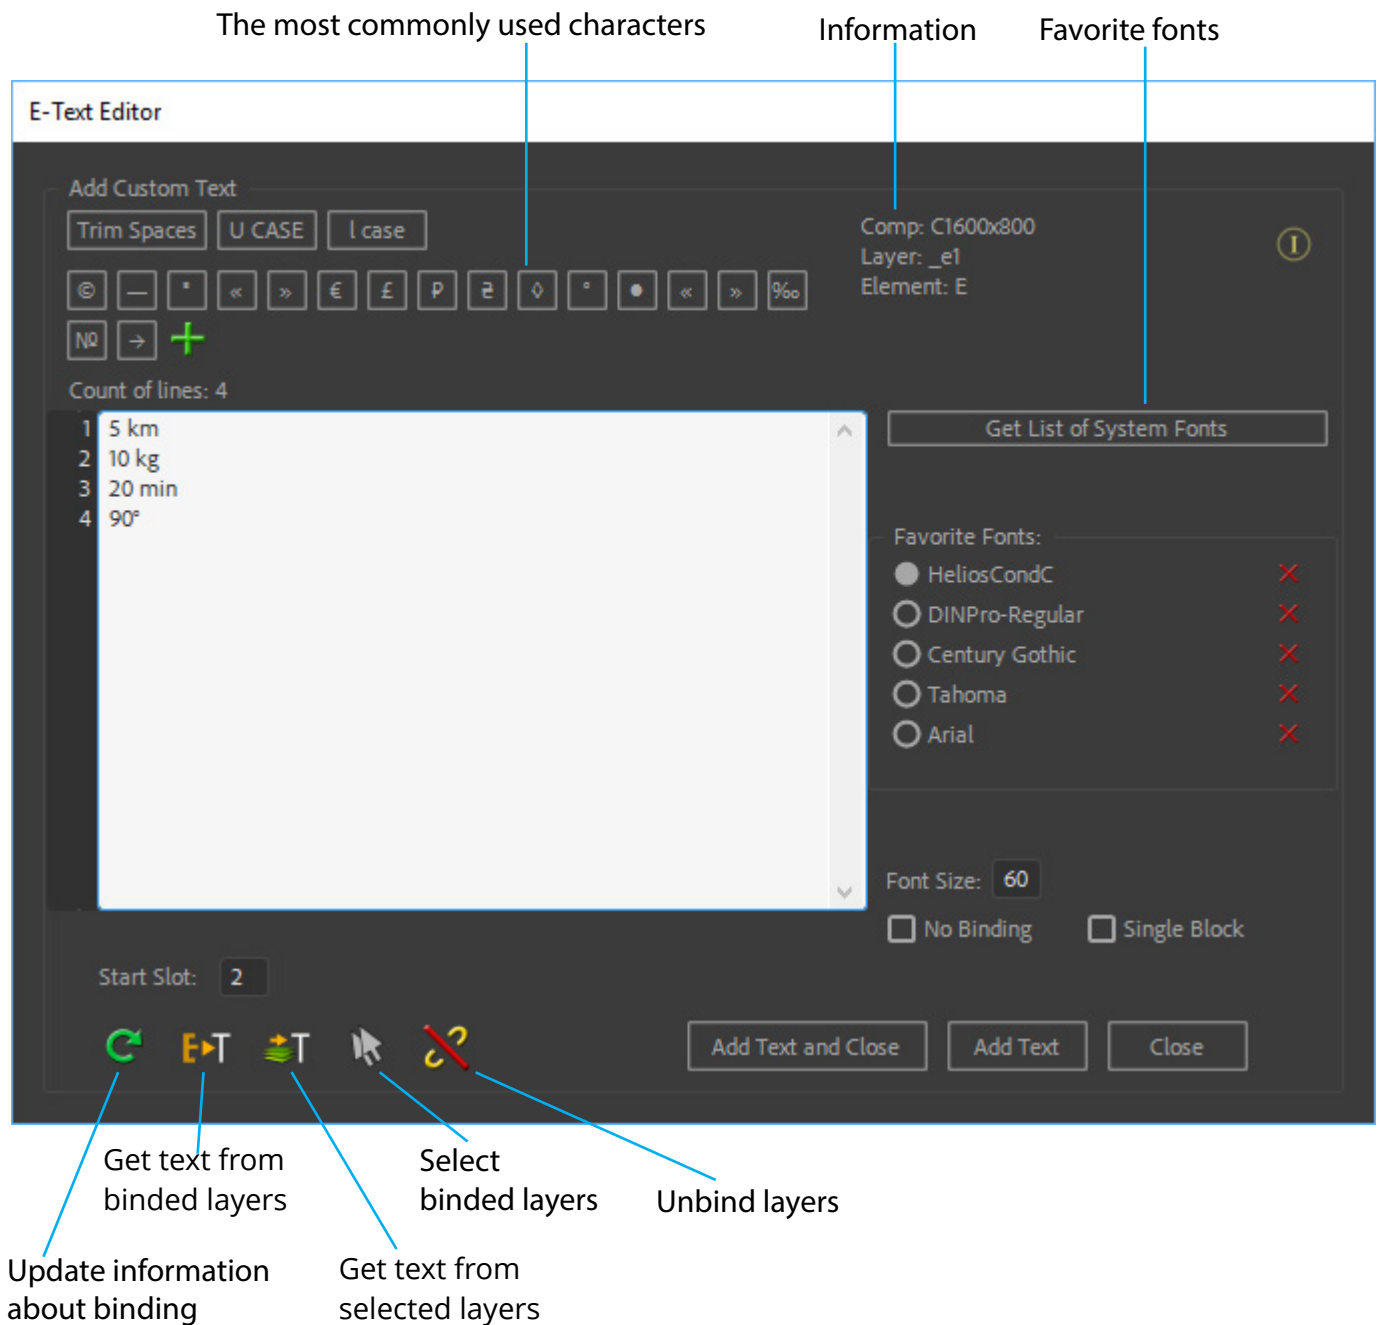 The most commonly used characters
Information
Favorite fonts
E-Text Editor
Add Custom Text
Trim Spaces U CASE l case
Comp: C1600x800
Layer: _e1
Element: E
© — " « » € £ ₽ ₴ ◊ ° ● « » ‰
№ →
Count of lines: 4
1 5 km
2 10 kg
3 20 min
4 90°
Get List of System Fonts
Favorite Fonts:
HeliosCondC
DINPro-Regular
Century Gothic
Tahoma
Arial
Font Size: 60
No Binding Single Block
Start Slot: 2
E▸T T
Add Text and Close Add Text Close
Get text from
binded layers
Select
binded layers
Unbind layers
Update information
about binding
Get text from
selected layers